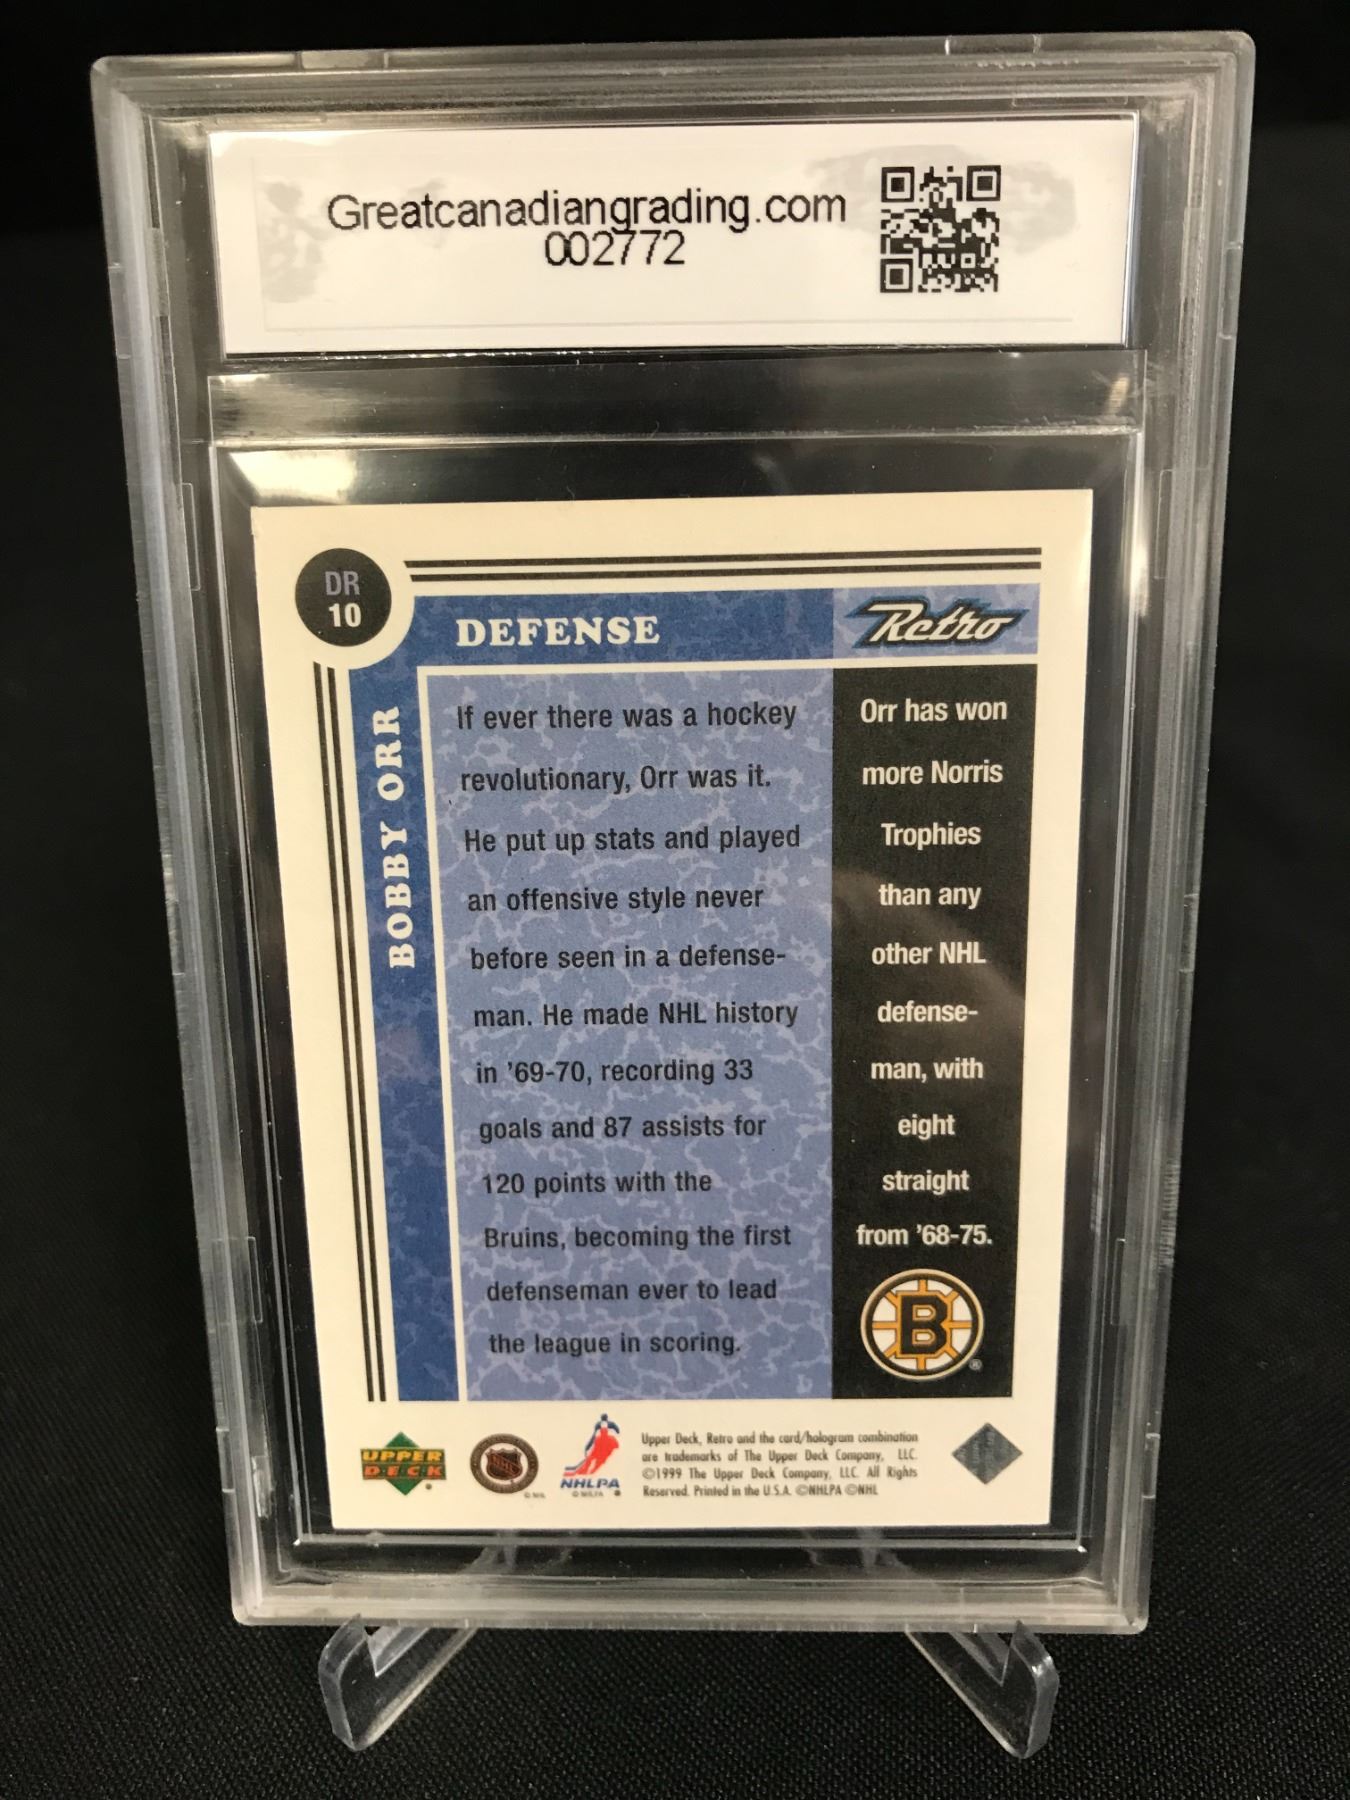 Greatcanadiangrading.com
002772
DR
10
DEFENSE
Retro
BOBBY ORR
If ever there was a hockey
revolutionary, Orr was it.
He put up stats and played
an offensive style never
before seen in a defense-
man. He made NHL history
in '69-70, recording 33
goals and 87 assists for
120 points with the
Bruins, becoming the first
defenseman ever to lead
the league in scoring.
Orr has won
more Norris
Trophies
than any
other NHL
defense-
man, with
eight
straight
from '68-75.
B
®
UPPER
DECK
NHL
NHLPA
Upper Deck, Retro and the card/hologram combination
are trademarks of The Upper Deck Company, LLC.
©1999 The Upper Deck Company, LLC. All Rights
Reserved. Printed in the U.S.A. ©NHLPA ©NHL